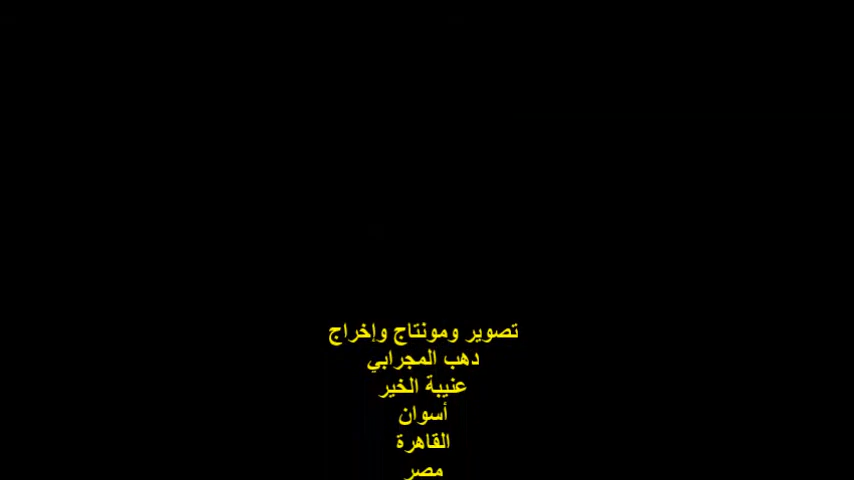 تصوير ومونتاج وإخراج
دهب المجرابي
عنيبة الخير
أسوان
القاهرة
مصر